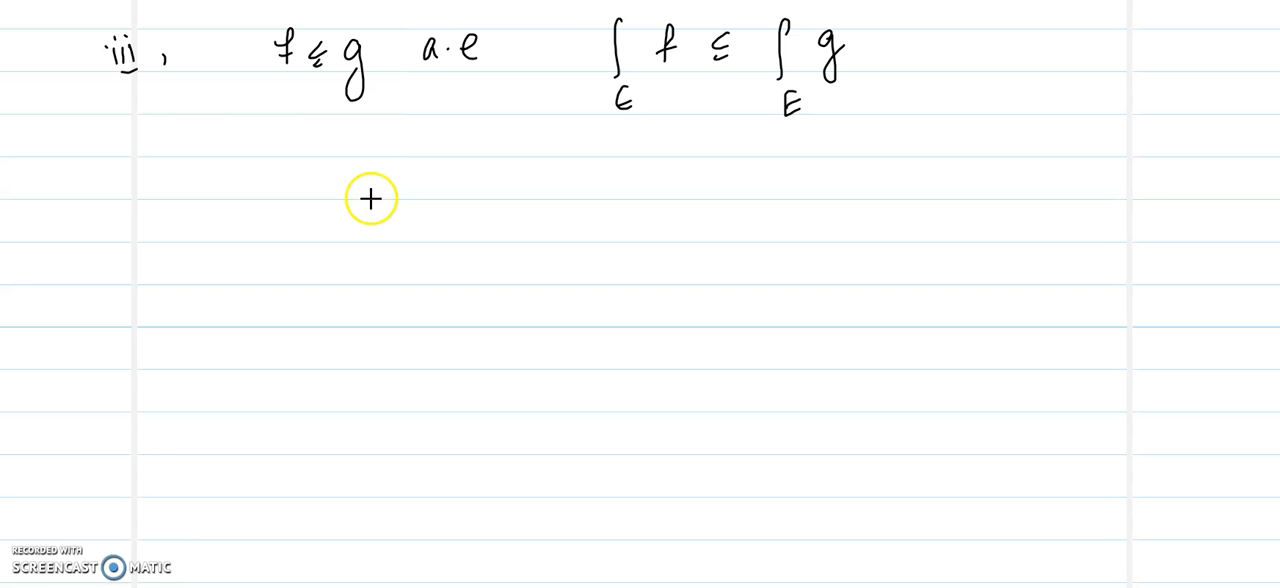 iii, f ≤ g a.e ∫_E f ≤ ∫_E g
RECORDED WITH
SCREENCAST MATIC